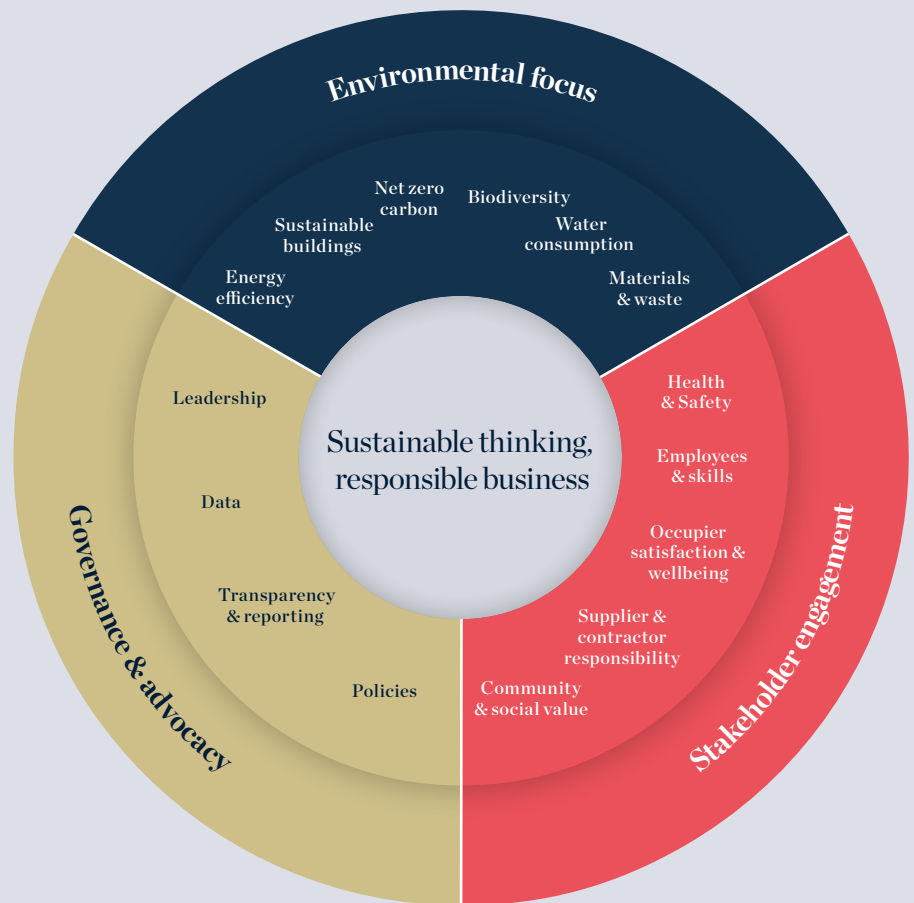 Environmental focus
Net zero
carbon
Biodiversity
Sustainable
buildings
Water
consumption
Energy
efficiency
Materials
& waste
Leadership
Data
Transparency
& reporting
Policies
Governance & advocacy
Sustainable thinking,
responsible business
Health
& Safety
Employees
& skills
Occupier
satisfaction &
wellbeing
Supplier &
contractor
responsibility
Community
& social value
Stakeholder engagement